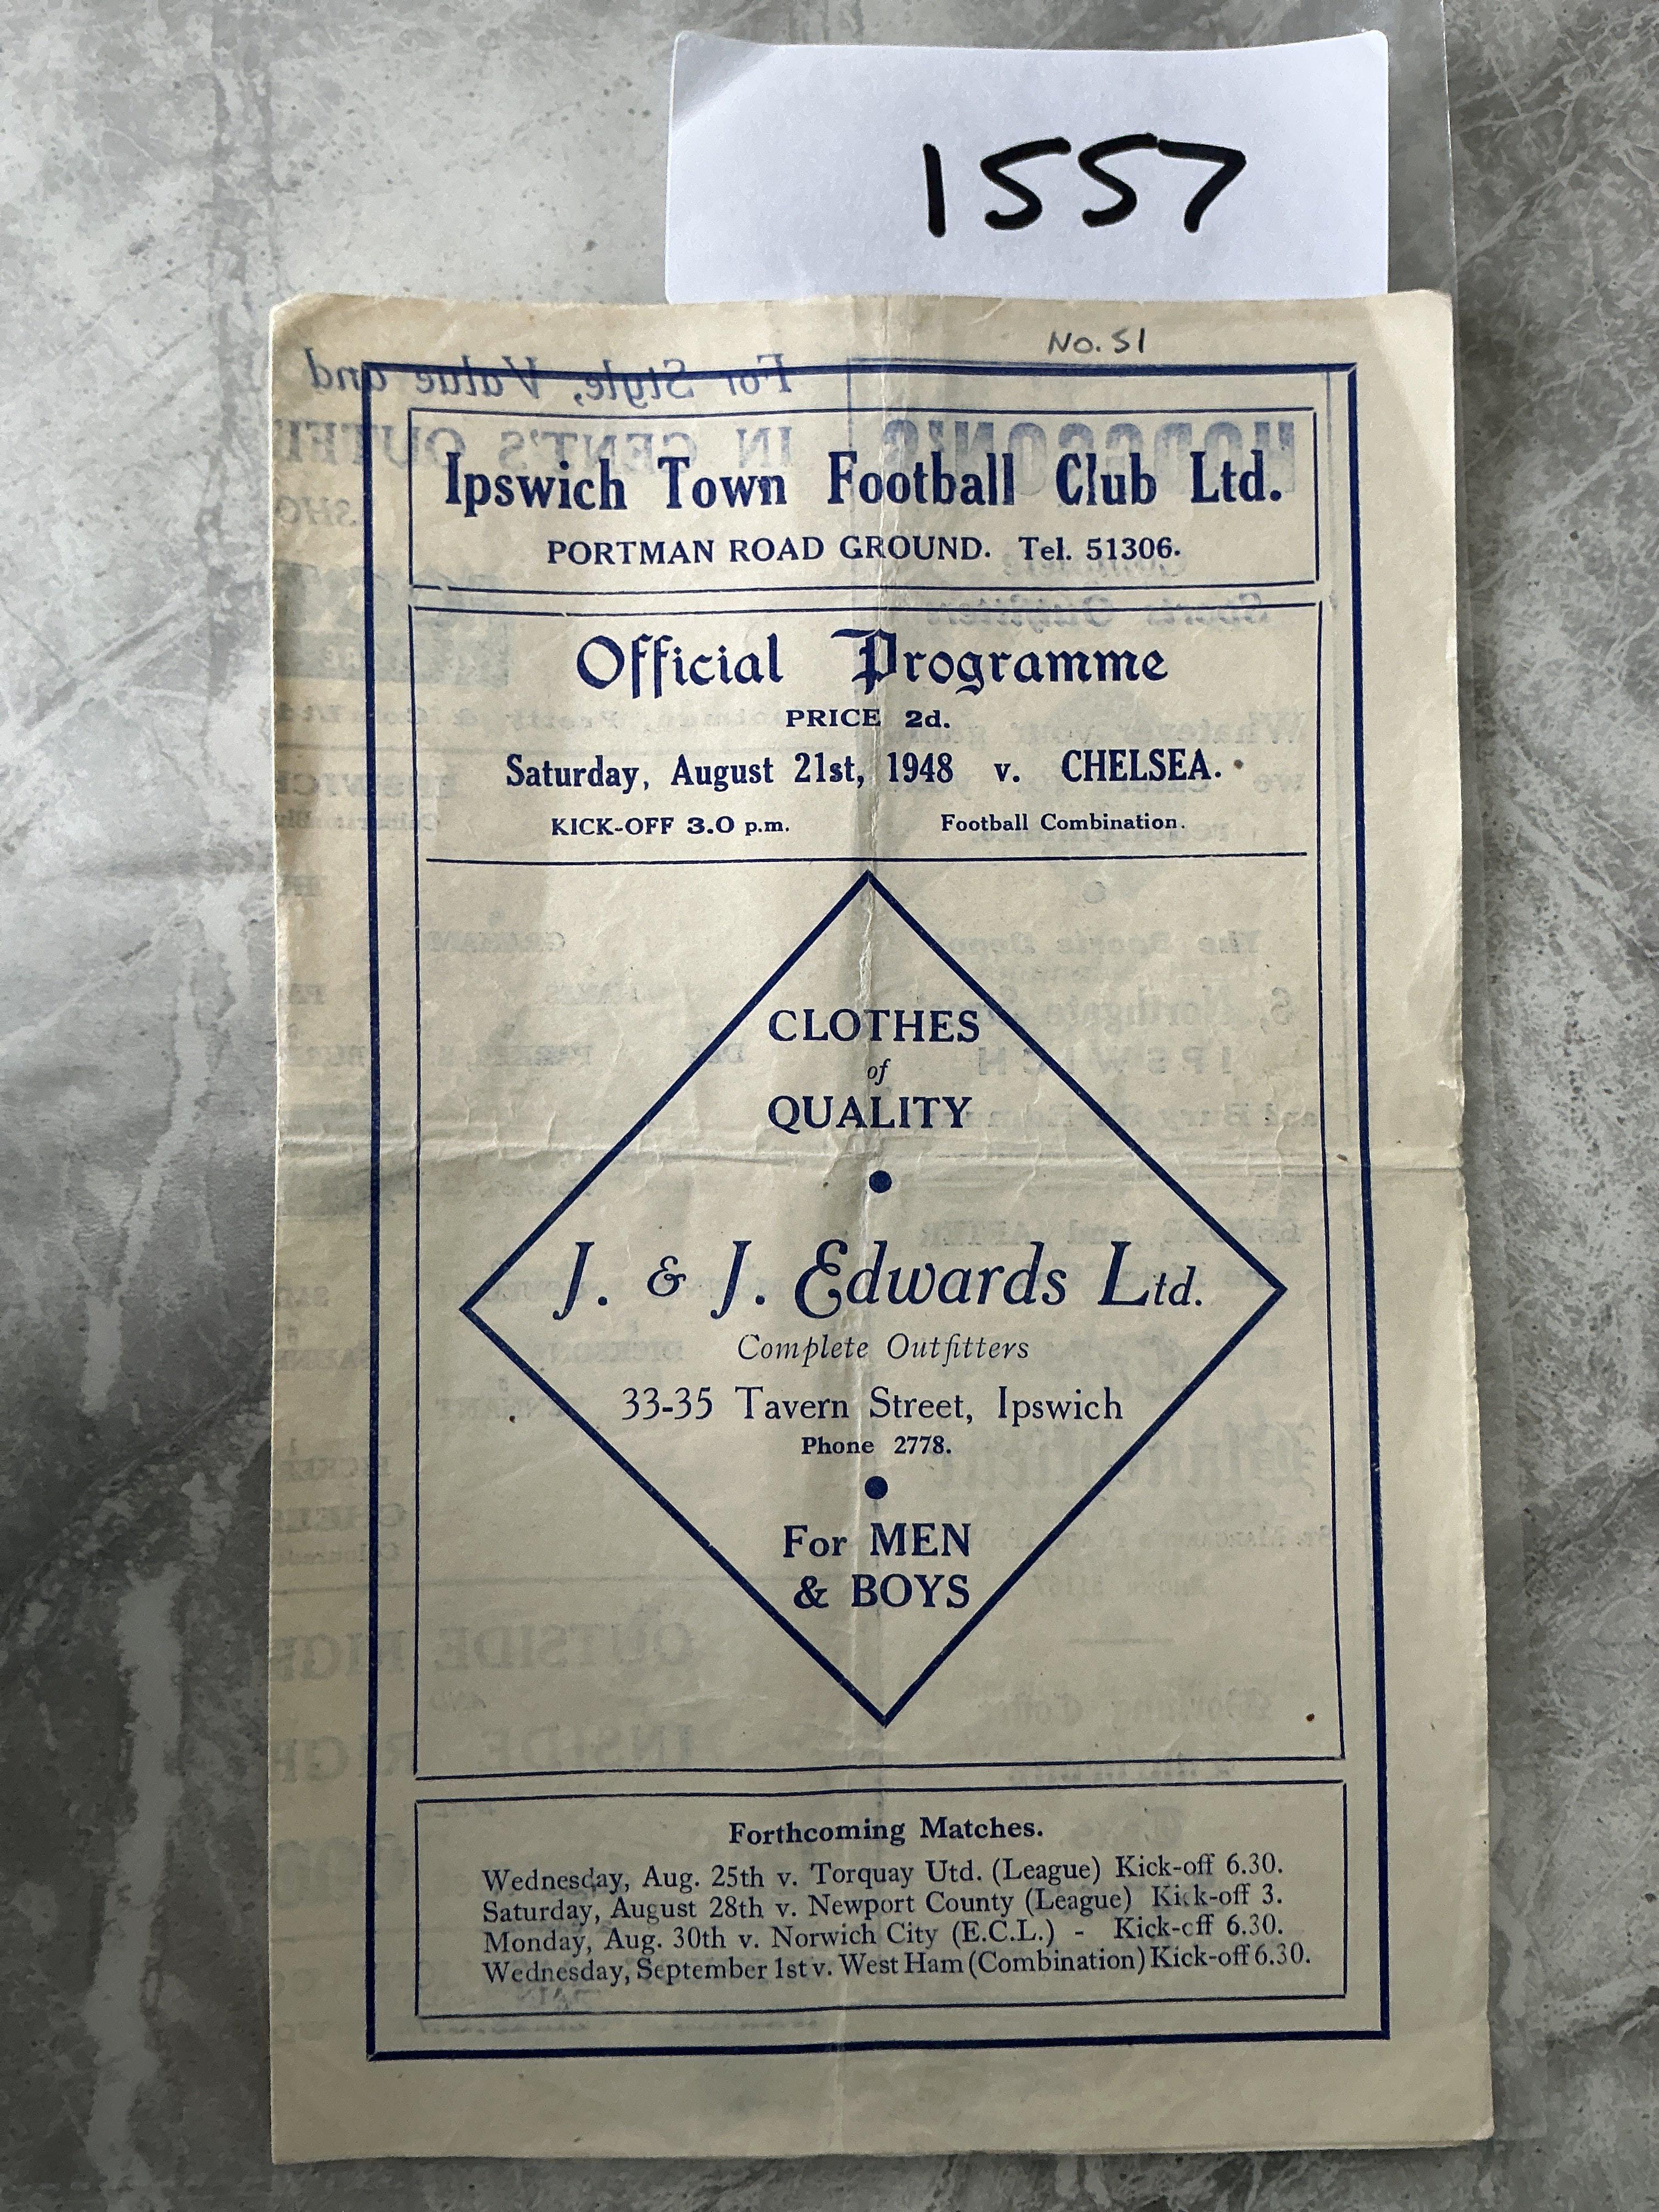 1557
No. 51
Ipswich Town Football Club Ltd.
PORTMAN ROAD GROUND. Tel. 51306.
Official Programme
PRICE 2d.
Saturday, August 21st, 1948 v. CHELSEA.
KICK-OFF 3.0 p.m. Football Combination.
CLOTHES
of
QUALITY
J. & J. Edwards Ltd.
Complete Outfitters
33-35 Tavern Street, Ipswich
Phone 2778.
For MEN
& BOYS
Forthcoming Matches.
Wednesday, Aug. 25th v. Torquay Utd. (League) Kick-off 6.30.
Saturday, August 28th v. Newport County (League) Kick-off 3.
Monday, Aug. 30th v. Norwich City (E.C.L.) - Kick-off 6.30.
Wednesday, September 1st v. West Ham (Combination) Kick-off 6.30.